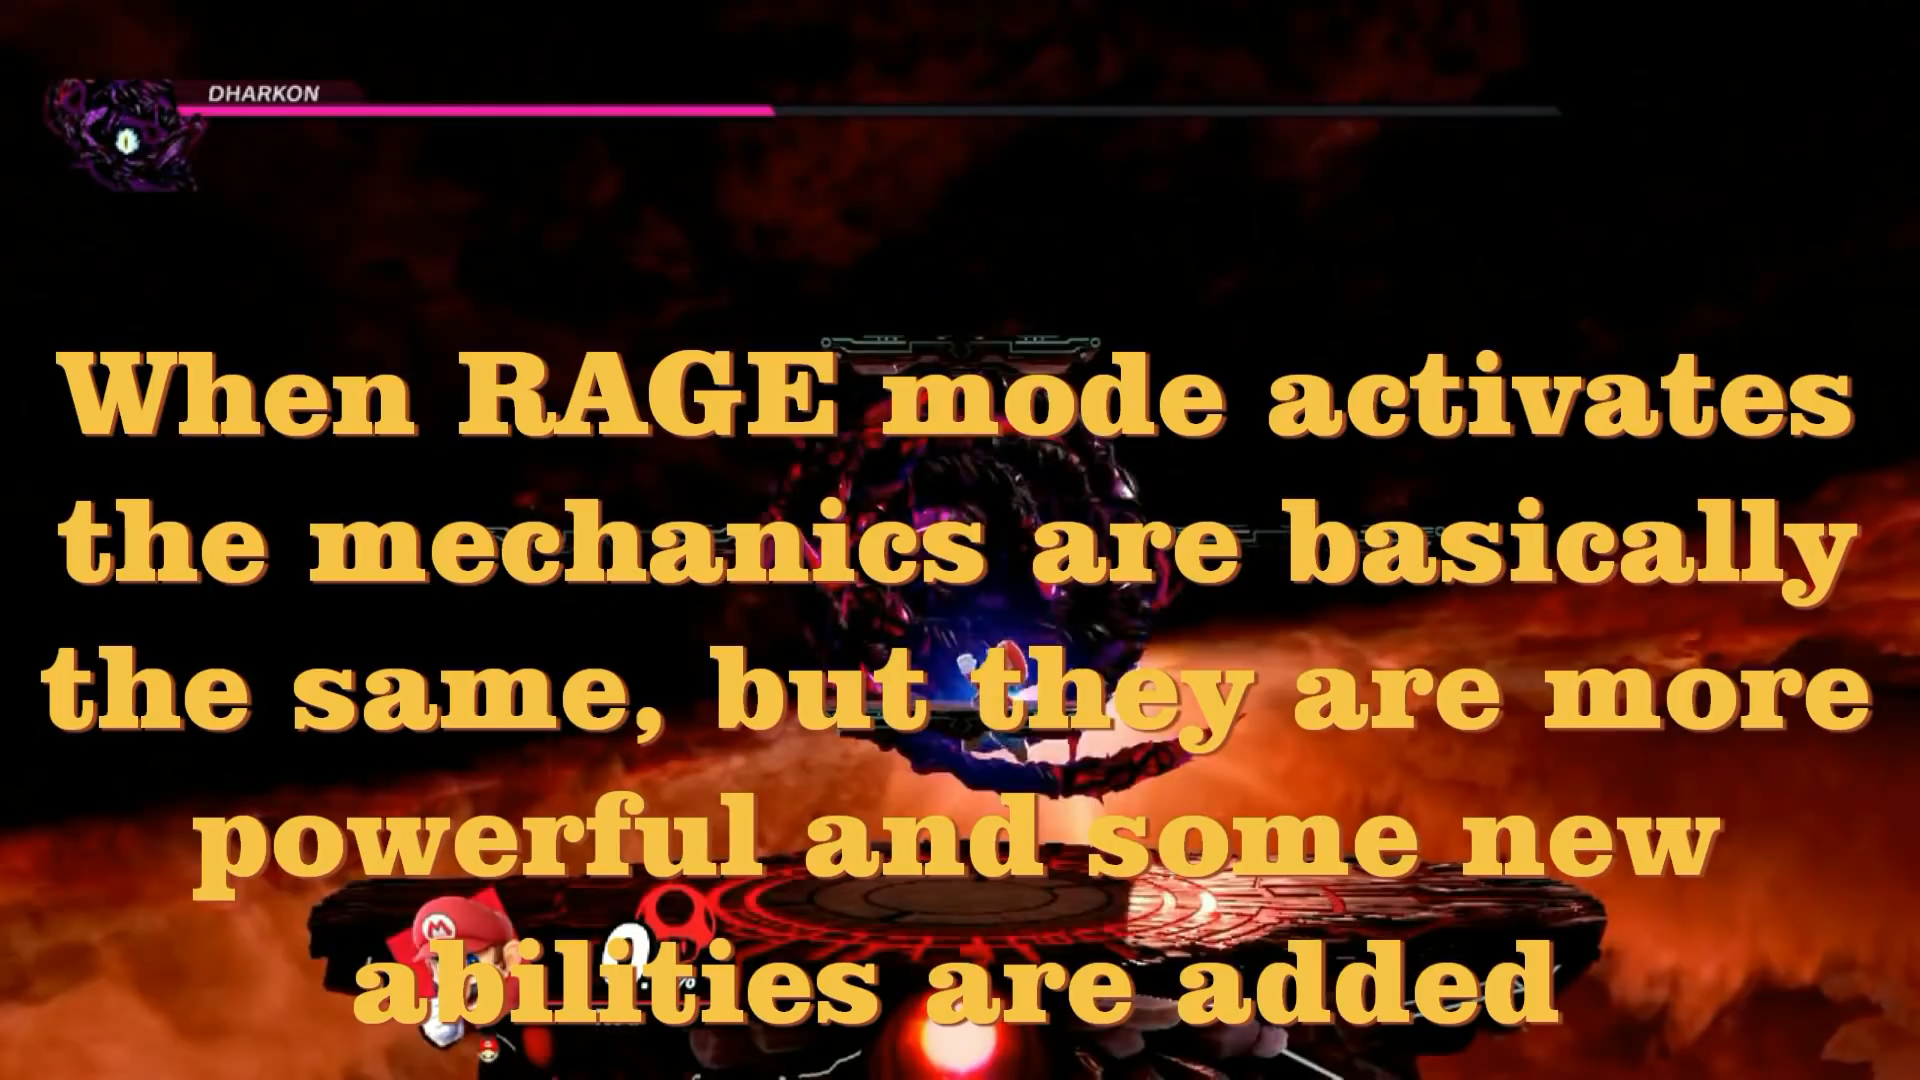 DHARKON
When RAGE mode activates
the mechanics are basically
the same, but they are more
powerful and some new
abilities are added